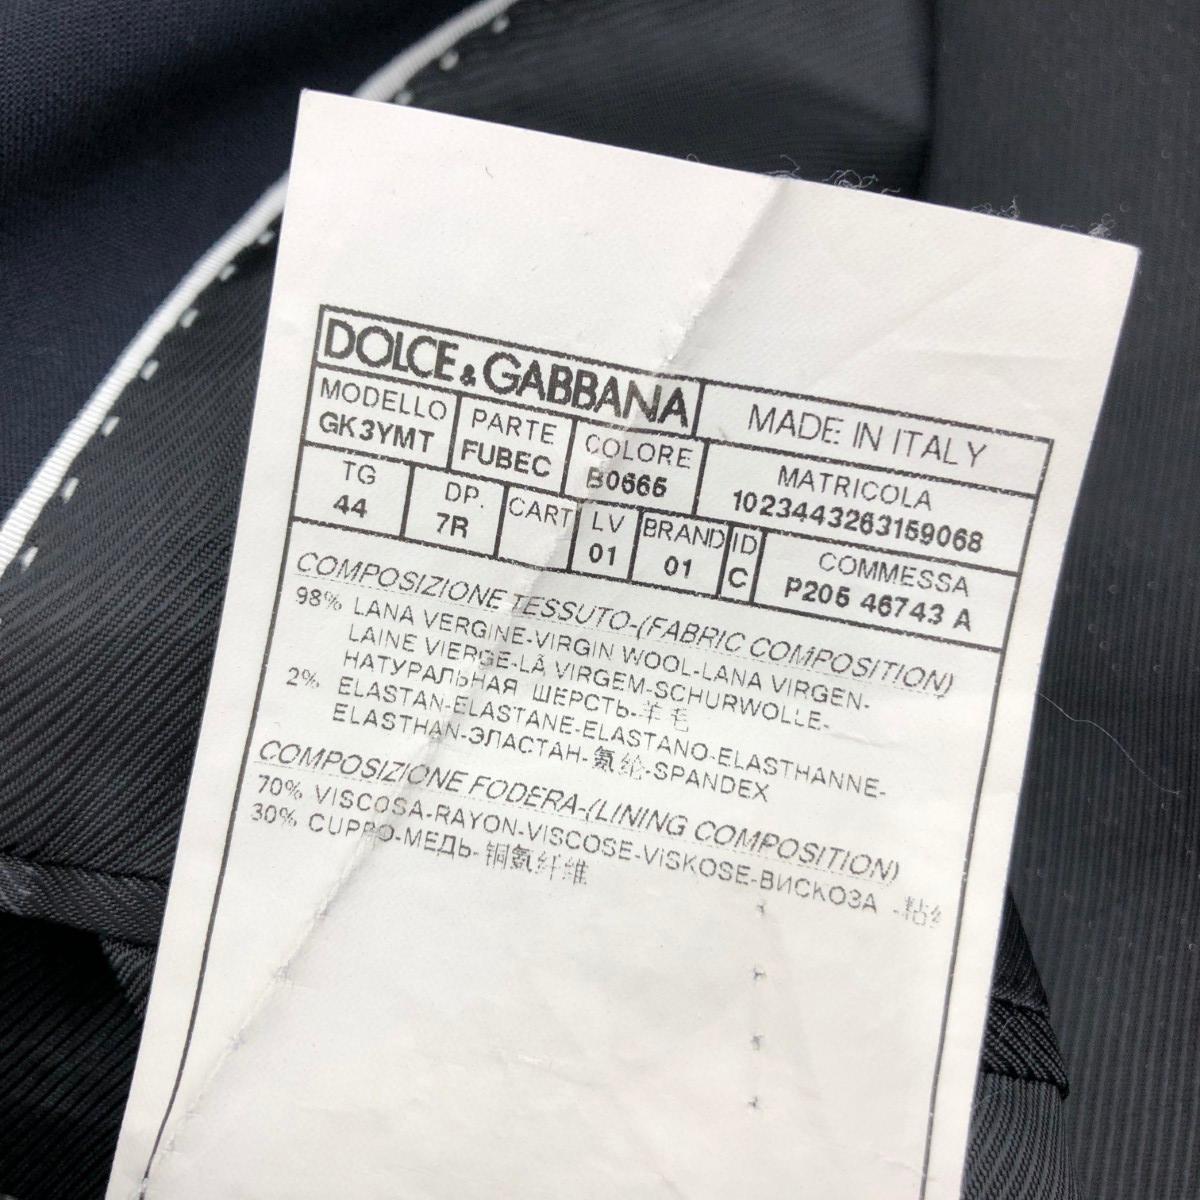 DOLCE & GABBANA MADE IN ITALY
MODELLO PARTE COLORE MATRICOLA
GK3YMT FUBEC B0665 1023443263159068
TG DP. CART LV BRAND ID COMMESSA
44 7R 01 01 C P205 46743 A
COMPOSIZIONE TESSUTO-(FABRIC COMPOSITION)
98% LANA VERGINE-VIRGIN WOOL-LANA VIRGEN-
LAINE VIERGE-LÃ VIRGEM-SCHURWOLLE-
НАТУРАЛЬНАЯ ШЕРСТЬ-羊毛
2% ELASTAN-ELASTANE-ELASTANO-ELASTHANNE-
ELASTHAN-ЭЛАСТАН-氨纶-SPANDEX
COMPOSIZIONE FODERA-(LINING COMPOSITION)
70% VISCOSA-RAYON-VISCOSE-VISKOSE-ВИСКОЗА -粘
30% CUPRO-МЕДЬ-铜氨纤维